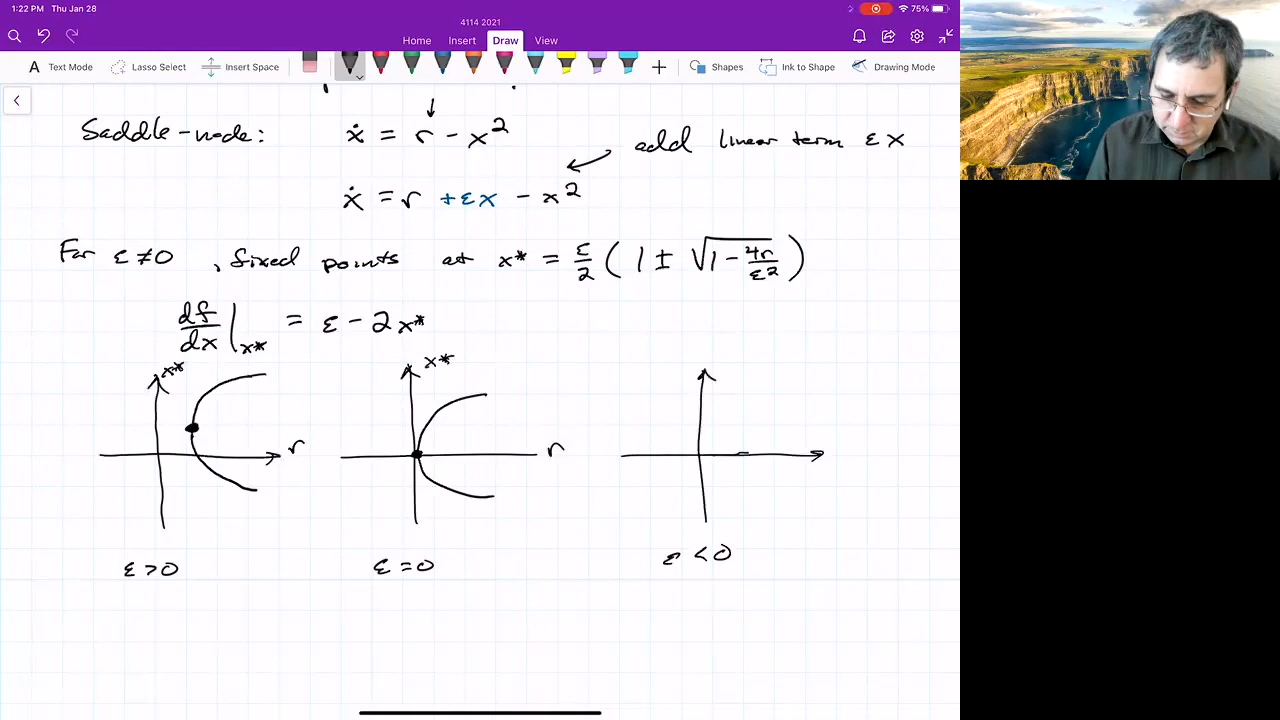 1:22 PM Thu Jan 28
75%
4114 2021
Home Insert Draw View
Text Mode Lasso Select Insert Space Shapes Ink to Shape Drawing Mode
Saddle-node: ẋ = r - x² add linear term εx
ẋ = r +εx - x²
For ε≠0, fixed points at x* = ε/2 (1 ± √(1 - 4r/ε²))
df/dx|x* = ε - 2x*
x* x*
r r
ε>0 ε=0 ε<0